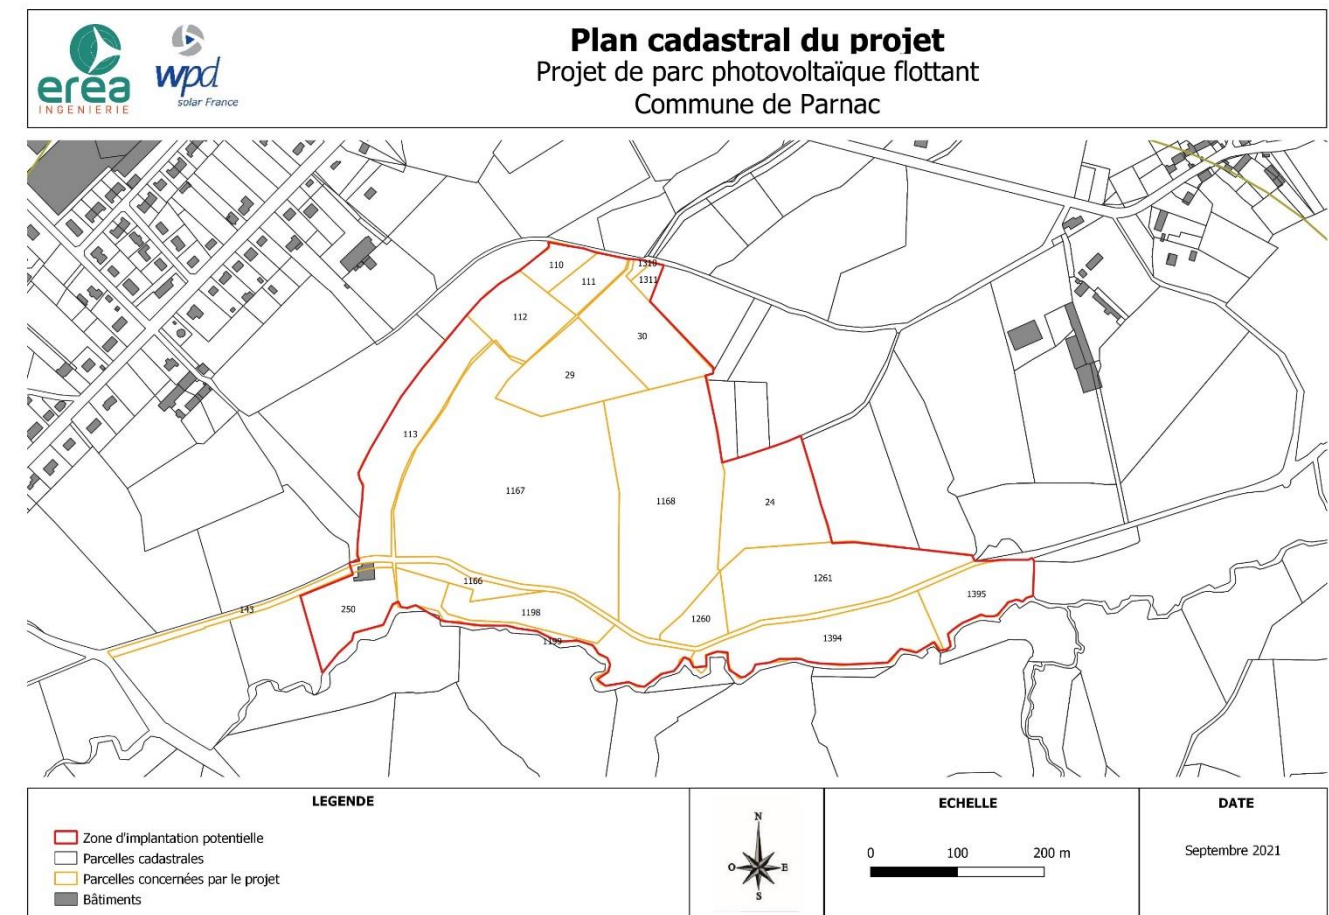 erea
INGENIERIE
wpd
solar France
Plan cadastral du projet
Projet de parc photovoltaïque flottant
Commune de Parnac
110
1310
111
1311
112
30
29
113
1167
1168
24
1166
1261
143
250
1198
1260
1395
1199
1394
LEGENDE
Zone d'implantation potentielle
Parcelles cadastrales
Parcelles concernées par le projet
Bâtiments
N
O
E
S
ECHELLE
0 100 200 m
DATE
Septembre 2021